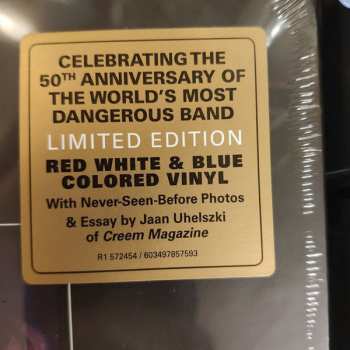 CELEBRATING THE
50TH ANNIVERSARY OF
THE WORLD'S MOST
DANGEROUS BAND
LIMITED EDITION
RED WHITE & BLUE
COLORED VINYL
With Never-Seen-Before Photos
& Essay by Jaan Uhelszki
of Creem Magazine
R1 572454 / 603497857593